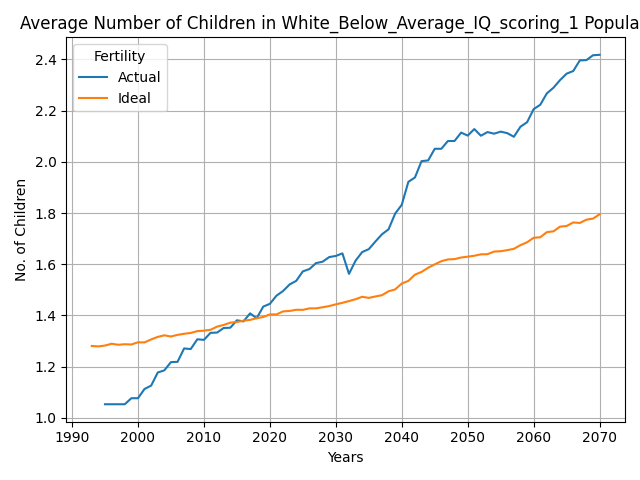 Average Number of Children in White_Below_Average_IQ_scoring_1 Popula
Fertility
Actual
Ideal
2.4
2.2
2.0
1.8
1.6
1.4
1.2
1.0
No. of Children
1990 2000 2010 2020 2030 2040 2050 2060 2070
Years